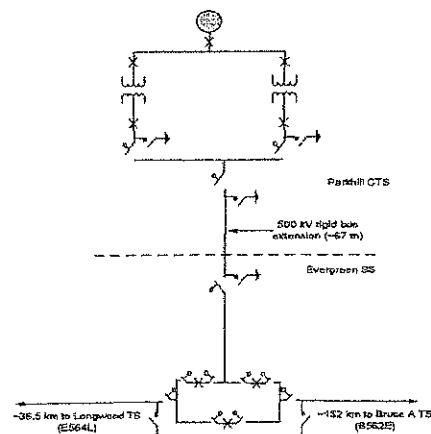 Parkhill CTS
500 kV rigid bus
extension (~67 m)
Evergreen SS
~36.5 km to Longwood TS
(E564L)
~152 km to Bruce A TS
(B562E)